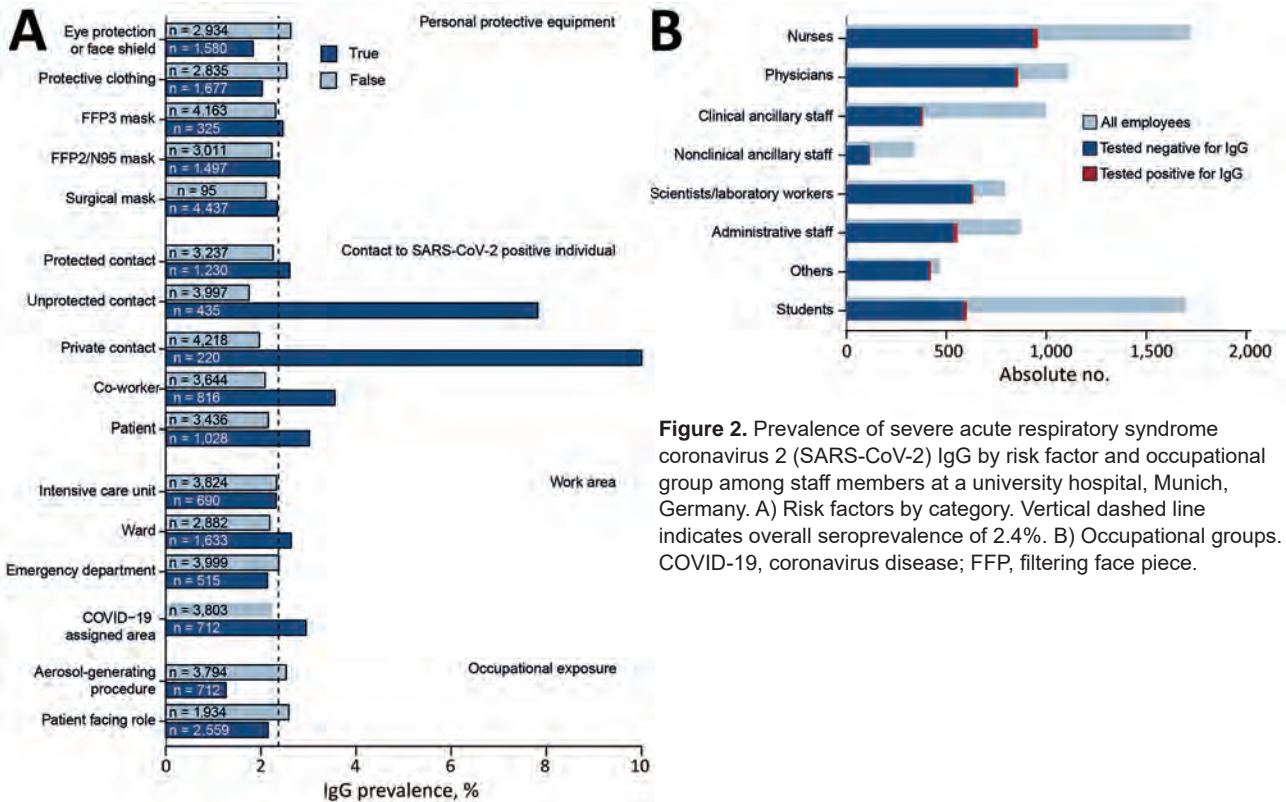 A
Personal protective equipment
True
False
Eye protection
or face shield
n = 2,934
n = 1,580
Protective clothing
n = 2,835
n = 1,677
FFP3 mask
n = 4,163
n = 325
FFP2/N95 mask
n = 3,011
n = 1,497
Surgical mask
n = 95
n = 4,437
Contact to SARS-CoV-2 positive individual
Protected contact
n = 3,237
n = 1,230
Unprotected contact
n = 3,997
n = 435
Private contact
n = 4,218
n = 220
Co-worker
n = 3,644
n = 816
Patient
n = 3,436
n = 1,028
Work area
Intensive care unit
n = 3,824
n = 690
Ward
n = 2,882
n = 1,633
Emergency department
n = 3,999
n = 515
COVID-19
assigned area
n = 3,803
n = 712
Occupational exposure
Aerosol-generating
procedure
n = 3,794
n = 712
Patient facing role
n = 1,934
n = 2,559
0 2 4 6 8 10
IgG prevalence, %
B
Nurses
Physicians
Clinical ancillary staff
Nonclinical ancillary staff
Scientists/laboratory workers
Administrative staff
Others
Students
All employees
Tested negative for IgG
Tested positive for IgG
0 500 1,000 1,500 2,000
Absolute no.
Figure 2. Prevalence of severe acute respiratory syndrome
coronavirus 2 (SARS-CoV-2) IgG by risk factor and occupational
group among staff members at a university hospital, Munich,
Germany. A) Risk factors by category. Vertical dashed line
indicates overall seroprevalence of 2.4%. B) Occupational groups.
COVID-19, coronavirus disease; FFP, filtering face piece.